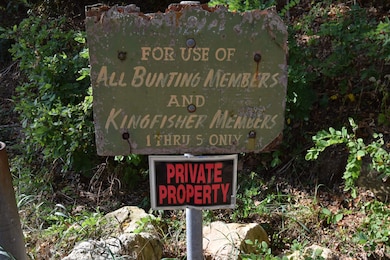 FOR USE OF
ALL BUNTING MEMBERS
AND
KINGFISHER MEMBERS
1 THRU 5 ONLY
PRIVATE
PROPERTY